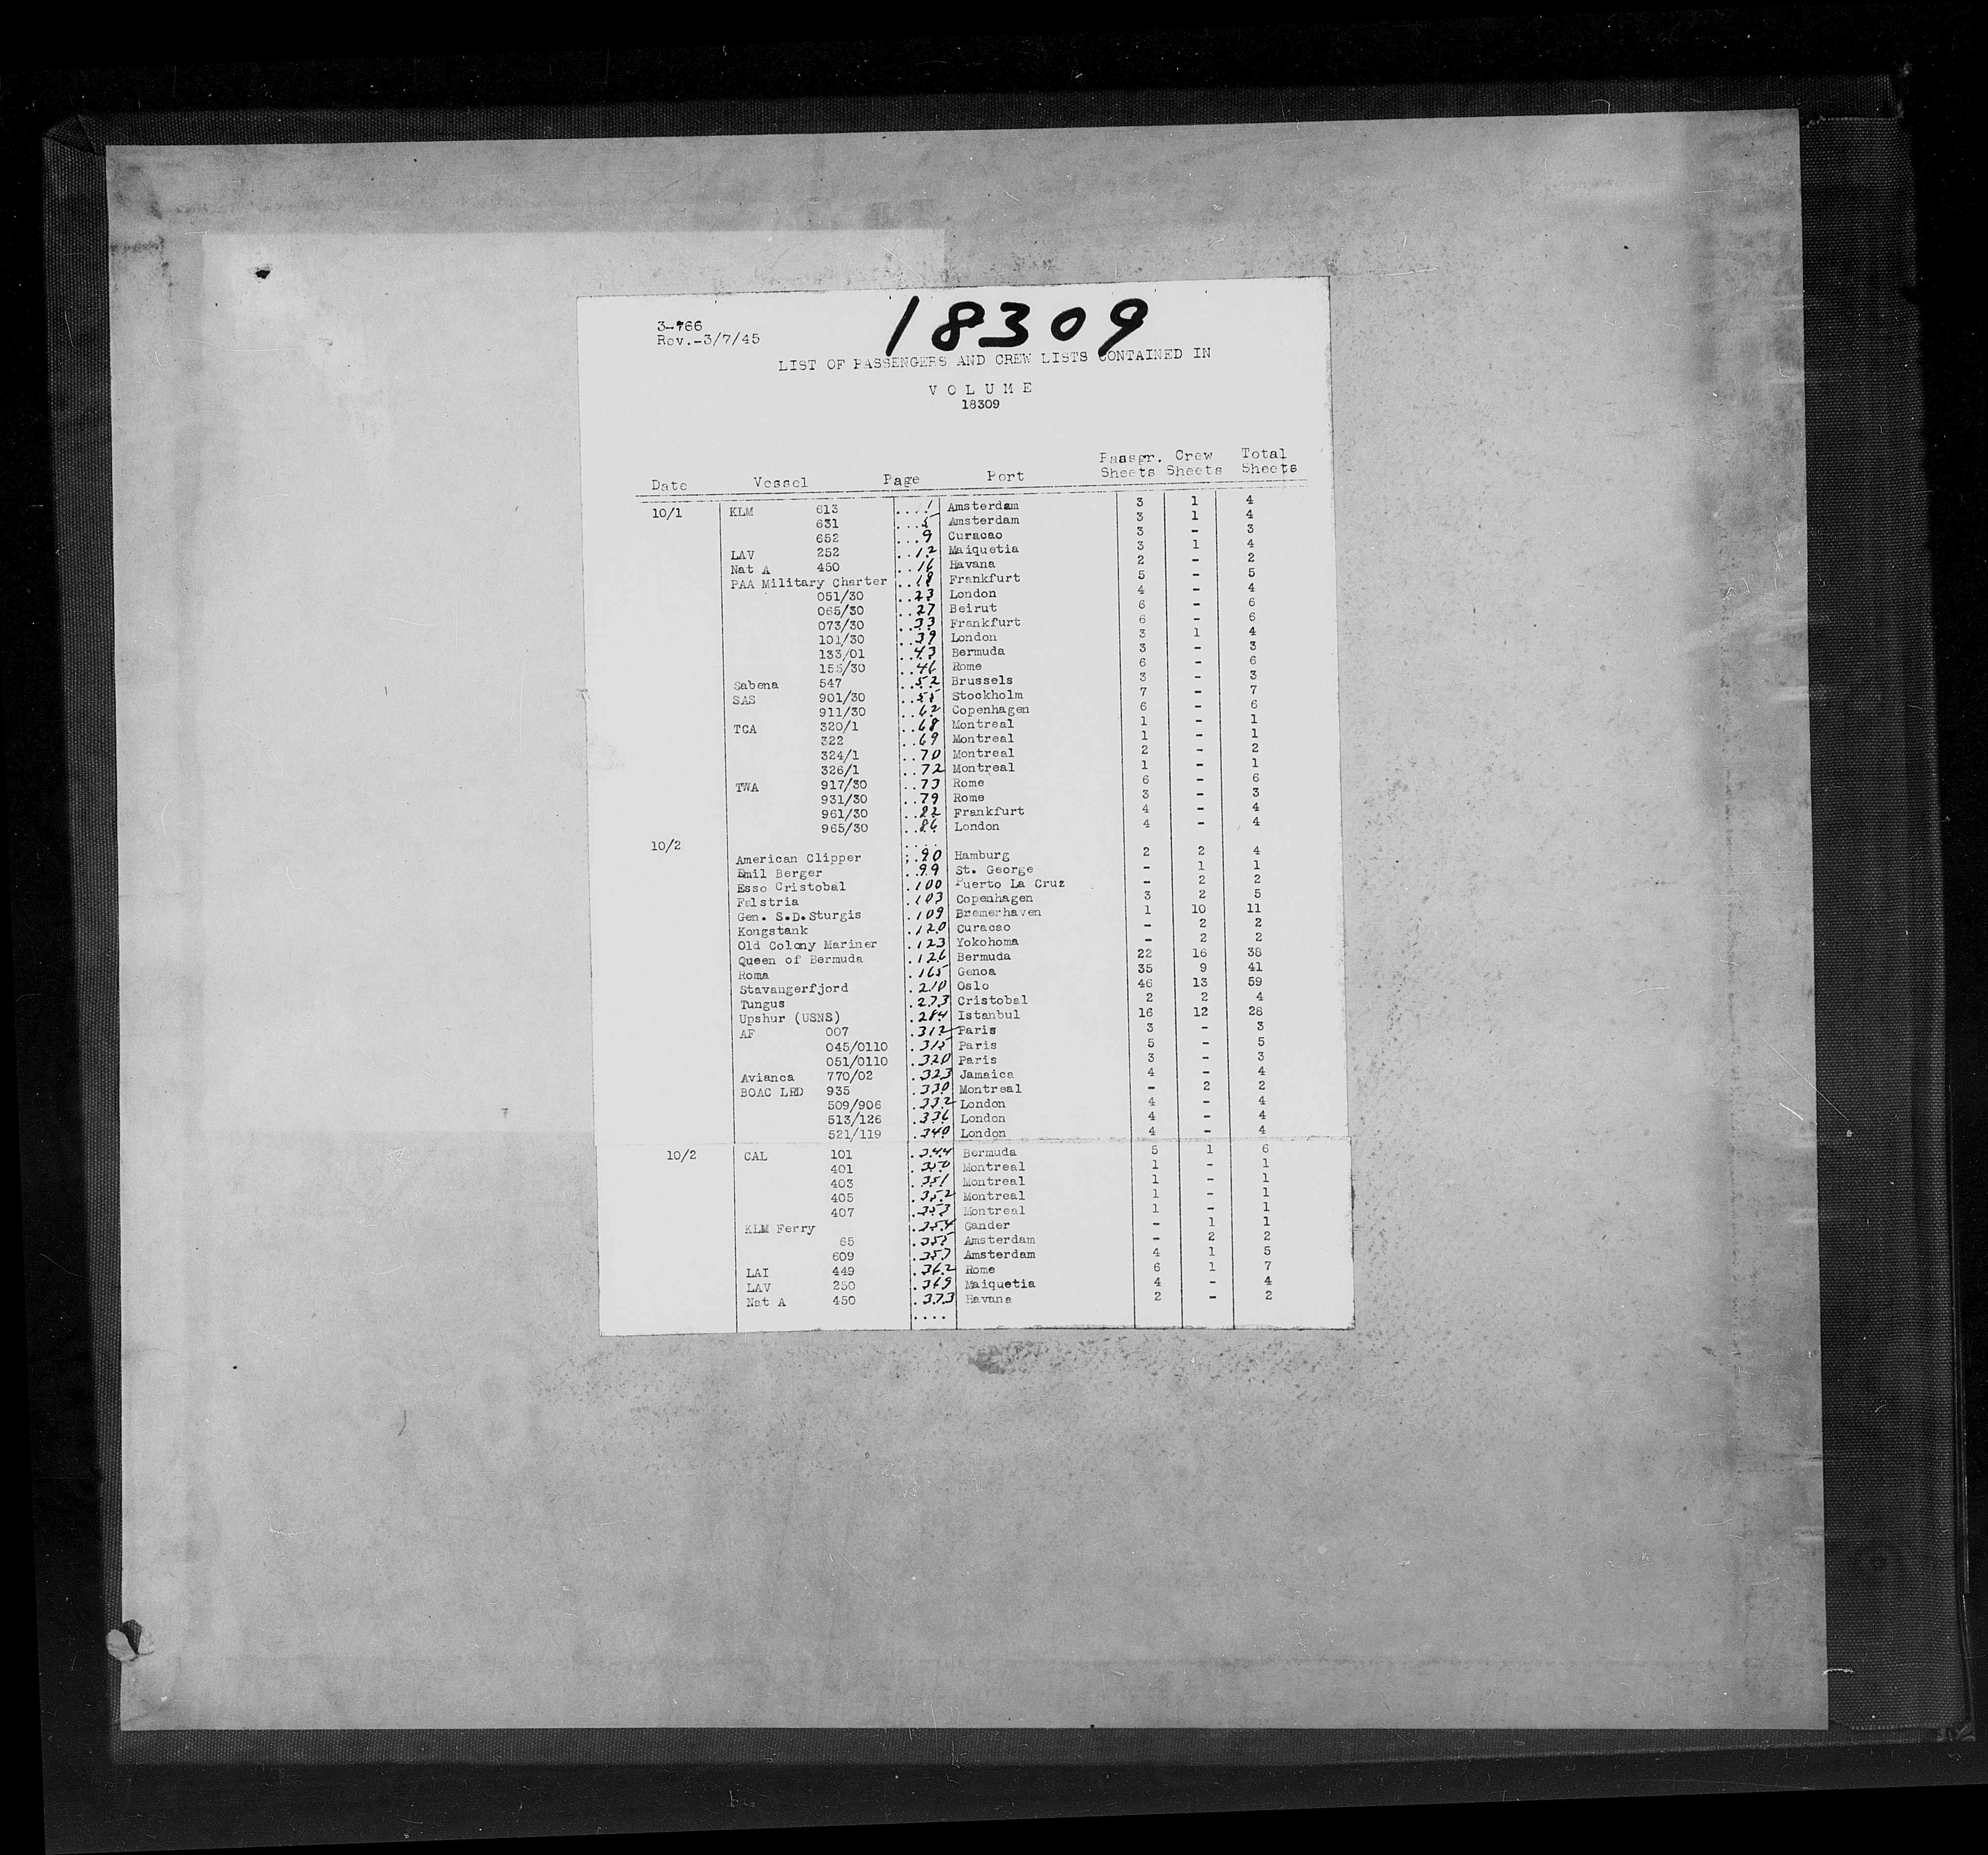 18309
3-766
Rev.-3/7/45
LIST OF PASSENGERS AND CREW LISTS CONTAINED IN
V O L U M E
18309
Date Vessel Page Port Passgr. Sheets Crew Sheets Total Sheets
10/1 KLM 613 ....1 Amsterdam 3 1 4
631 ...5 Amsterdam 3 1 4
652 ...9 Curacao 3 - 3
LAV 252 ..12 Maiquetia 3 1 4
Nat A 450 ..16 Havana 2 - 2
PAA Military Charter ..18 Frankfurt 5 - 5
051/30 ..23 London 4 - 4
065/30 ..27 Beirut 6 - 6
073/30 ..33 Frankfurt 6 - 6
101/30 ..39 London 3 1 4
133/01 ..43 Bermuda 3 - 3
155/30 ..46 Rome 6 - 6
Sabena 547 ..52 Brussels 3 - 3
SAS 901/30 ..55 Stockholm 7 - 7
911/30 ..62 Copenhagen 6 - 6
TCA 320/1 ..68 Montreal 1 - 1
322 ..69 Montreal 1 - 1
324/1 ..70 Montreal 2 - 2
326/1 ..72 Montreal 1 - 1
TWA 917/30 ..73 Rome 6 - 6
931/30 ..79 Rome 3 - 3
961/30 ..82 Frankfurt 4 - 4
965/30 ..86 London 4 - 4
10/2 ....
American Clipper ..90 Hamburg 2 2 4
Emil Berger ..99 St. George - 1 1
Esso Cristobal .100 Puerto La Cruz - 2 2
Falstria .103 Copenhagen 3 2 5
Gen. S.D.Sturgis .109 Bremerhaven 1 10 11
Kongstank .120 Curacao - 2 2
Old Colony Mariner .123 Yokohoma - 2 2
Queen of Bermuda .126 Bermuda 22 16 38
Roma .165 Genoa 35 9 41
Stavangerfjord .210 Oslo 46 13 59
Tungus .273 Cristobal 2 2 4
Upshur (USNS) .284 Istanbul 16 12 28
AF 007 .312 Paris 3 - 3
045/0110 .315 Paris 5 - 5
051/0110 .320 Paris 3 - 3
Avianca 770/02 .323 Jamaica 4 - 4
BOAC LRD 935 .330 Montreal - 2 2
509/906 .332 London 4 - 4
513/126 .336 London 4 - 4
521/119 .340 London 4 - 4
10/2 CAL 101 .344 Bermuda 5 1 6
401 .350 Montreal 1 - 1
403 .351 Montreal 1 - 1
405 .352 Montreal 1 - 1
407 .353 Montreal 1 - 1
KLM Ferry .354 Gander - 1 1
65 .355 Amsterdam - 2 2
609 .357 Amsterdam 4 1 5
LAI 449 .362 Rome 6 1 7
LAV 250 .369 Maiquetia 4 - 4
Nat A 450 .373 Havana 2 - 2
....